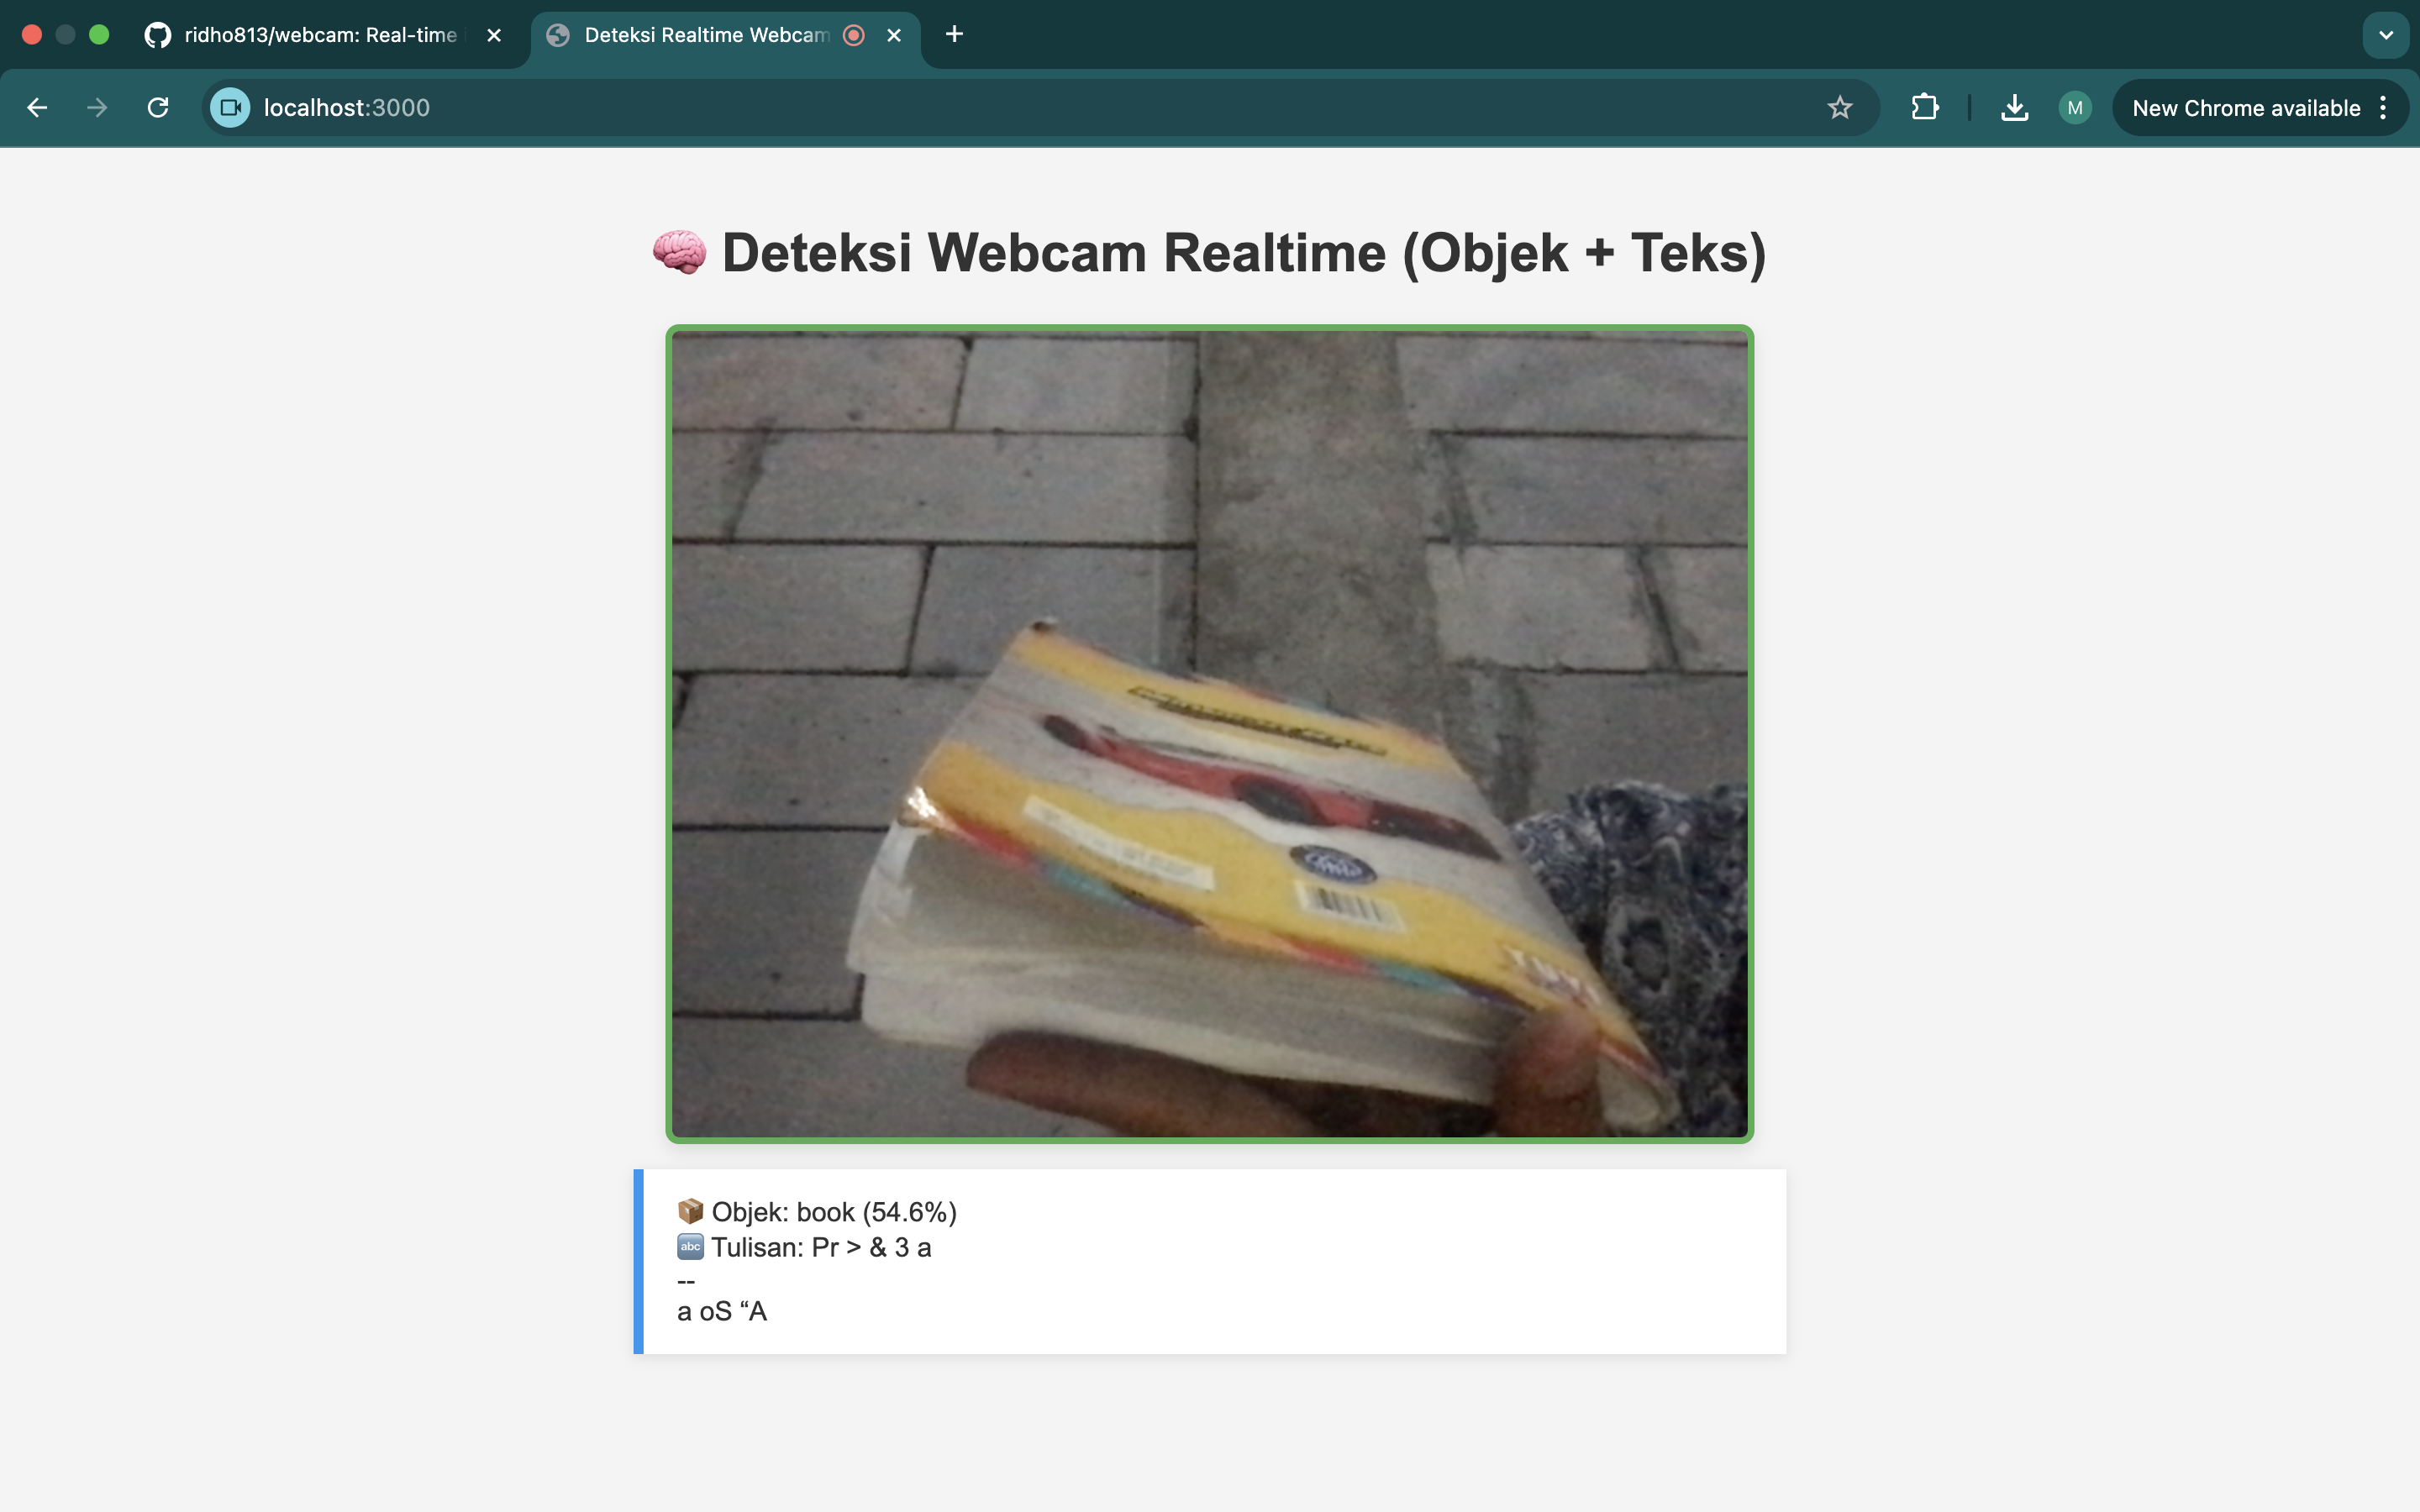 ridho813/webcam: Real-time
Deteksi Realtime Webcam
localhost:3000
M
New Chrome available
🧠 Deteksi Webcam Realtime (Objek + Teks)
📦 Objek: book (54.6%)
🔤 Tulisan: Pr > & 3 a
--
a oS “A